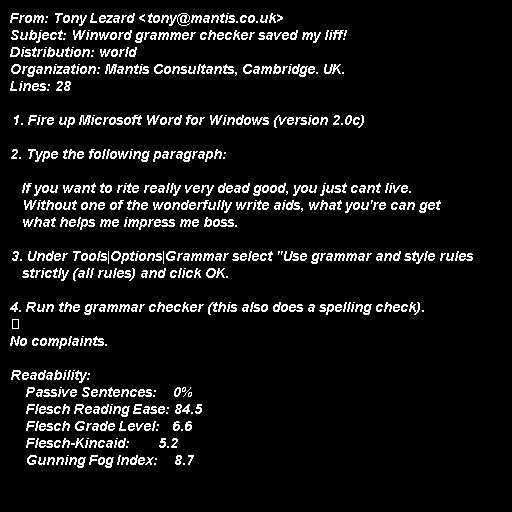 From: Tony Lezard <tony@mantis.co.uk>
Subject: Winword grammer checker saved my liff!
Distribution: world
Organization: Mantis Consultants, Cambridge. UK.
Lines: 28
1. Fire up Microsoft Word for Windows (version 2.0c)
2. Type the following paragraph:
If you want to rite really very dead good, you just cant live.
Without one of the wonderfully write aids, what you're can get
what helps me impress me boss.
3. Under Tools|Options|Grammar select "Use grammar and style rules
strictly (all rules) and click OK.
4. Run the grammar checker (this also does a spelling check).
No complaints.
Readability:
Passive Sentences: 0%
Flesch Reading Ease: 84.5
Flesch Grade Level: 6.6
Flesch-Kincaid: 5.2
Gunning Fog Index: 8.7